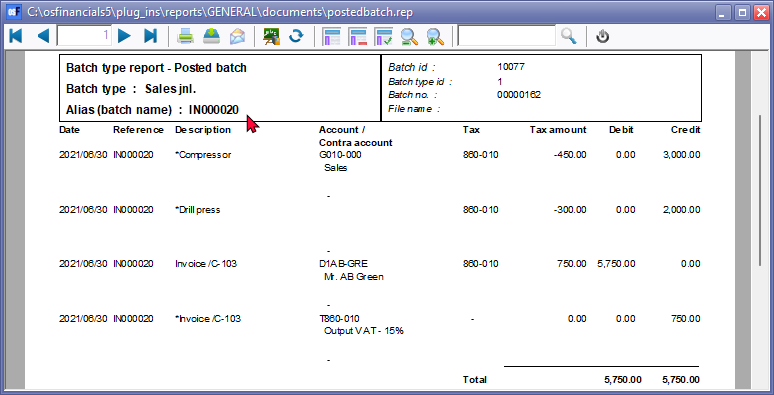 C:\osfinancials5\plug_ins\reports\GENERAL\documents\postedbatch.rep
1
Batch type report - Posted batch
Batch type : Sales jnl.
Alias (batch name) : IN000020
Batch id : 10077
Batch type id : 1
Batch no. : 00000162
File name :
Date Reference Description Account / Tax Tax amount Debit Credit
Contra account
2021/06/30 IN000020 *Compressor G010-000 860-010 -450.00 0.00 3,000.00
Sales
-
2021/06/30 IN000020 *Drill press 860-010 -300.00 0.00 2,000.00
-
2021/06/30 IN000020 Invoice /C-103 D1AB-GRE 860-010 750.00 5,750.00 0.00
Mr. AB Green
-
2021/06/30 IN000020 *Invoice /C-103 T860-010 - 0.00 0.00 750.00
Output VAT - 15%
-
Total 5,750.00 5,750.00